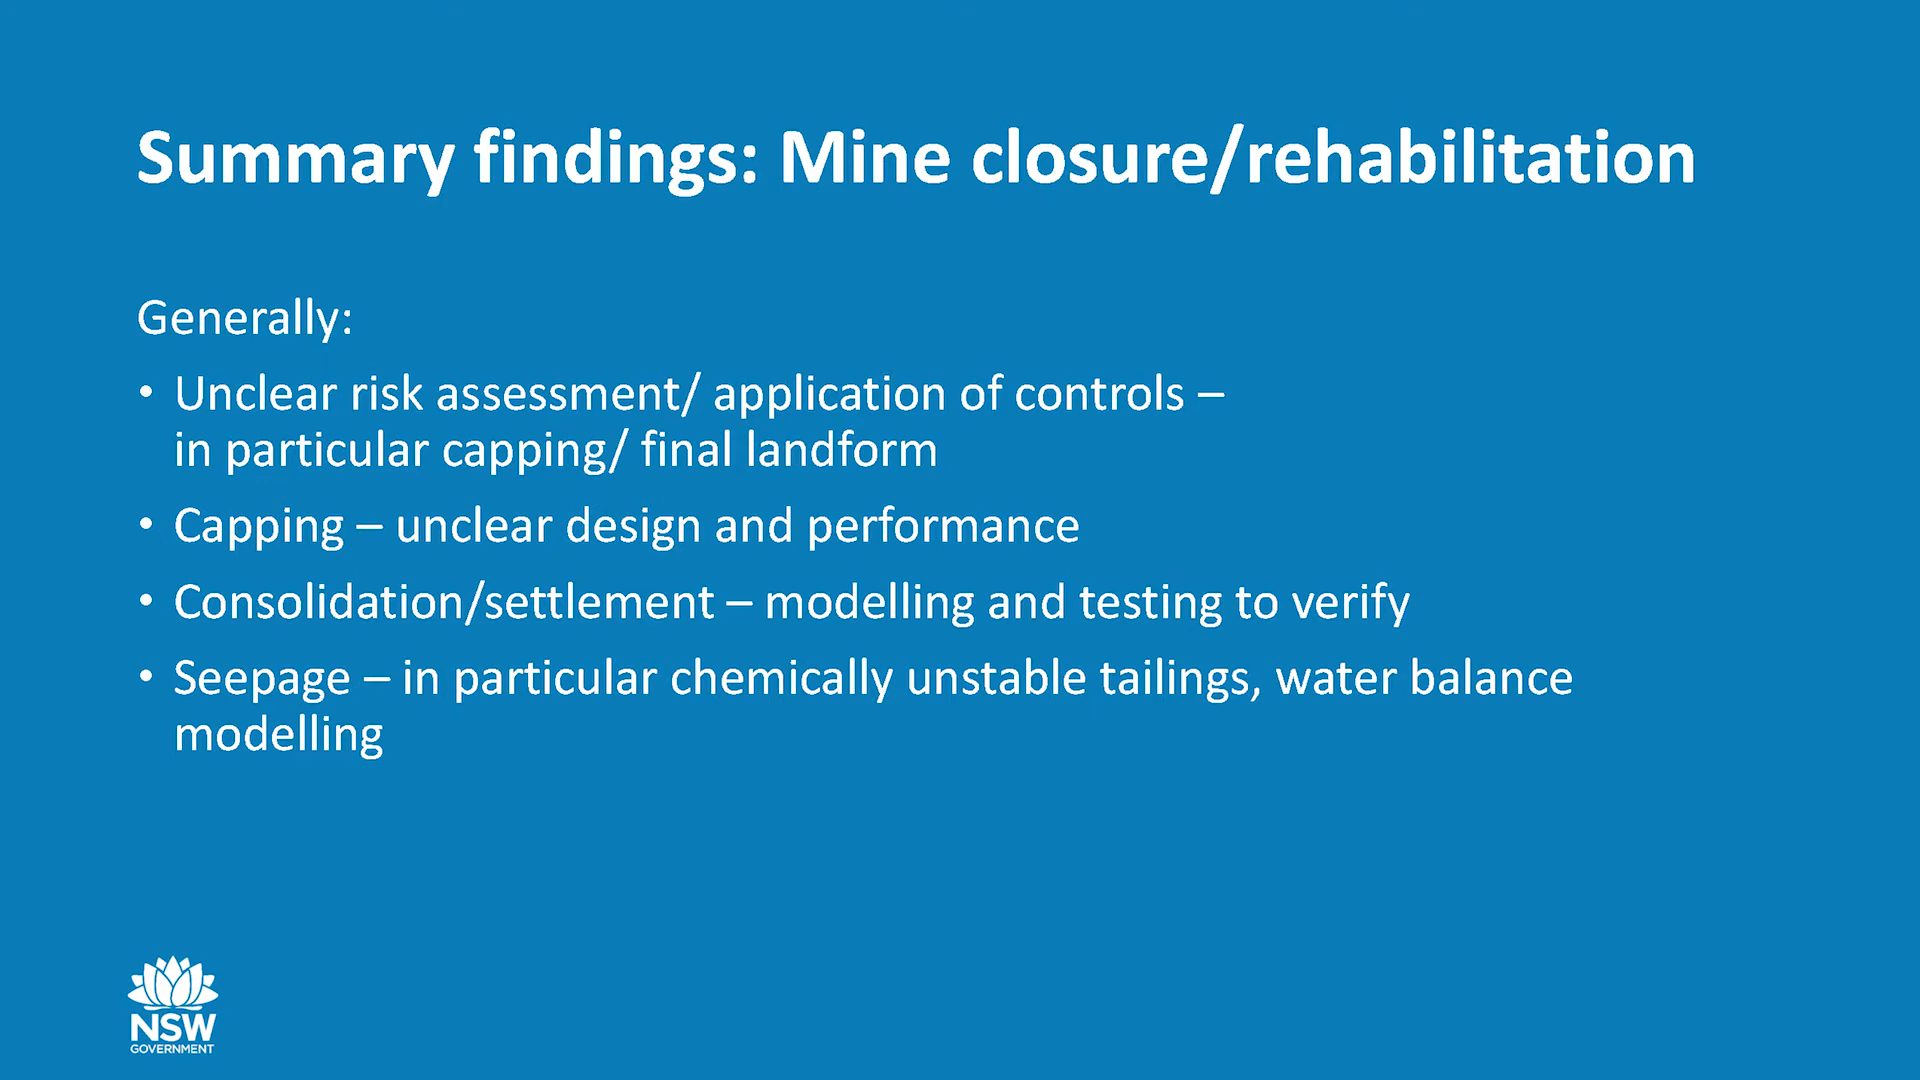 Summary findings: Mine closure/rehabilitation
Generally:
• Unclear risk assessment/ application of controls –
in particular capping/ final landform
• Capping – unclear design and performance
• Consolidation/settlement – modelling and testing to verify
• Seepage – in particular chemically unstable tailings, water balance
modelling
NSW
GOVERNMENT